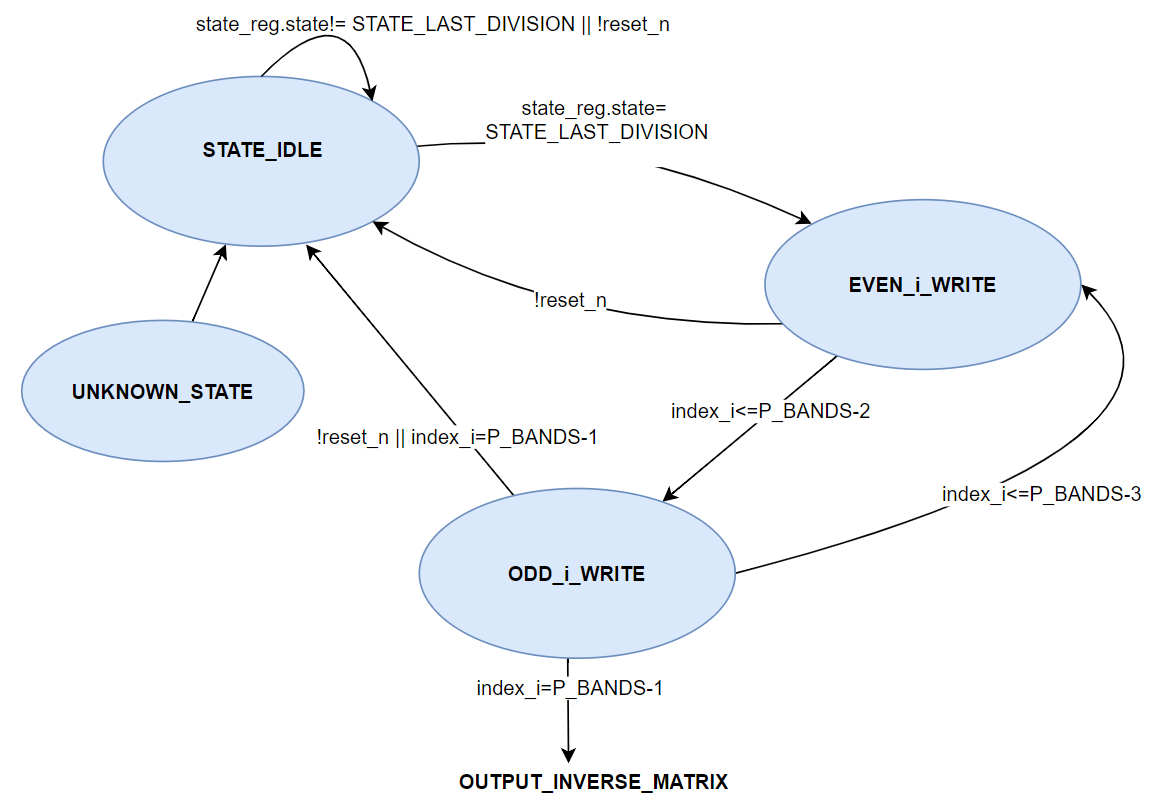 state_reg.state!= STATE_LAST_DIVISION || !reset_n
state_reg.state=
STATE_LAST_DIVISION
STATE_IDLE
EVEN_i_WRITE
!reset_n
UNKNOWN_STATE
index_i<=P_BANDS-2
!reset_n || index_i=P_BANDS-1
index_i<=P_BANDS-3
ODD_i_WRITE
index_i=P_BANDS-1
OUTPUT_INVERSE_MATRIX